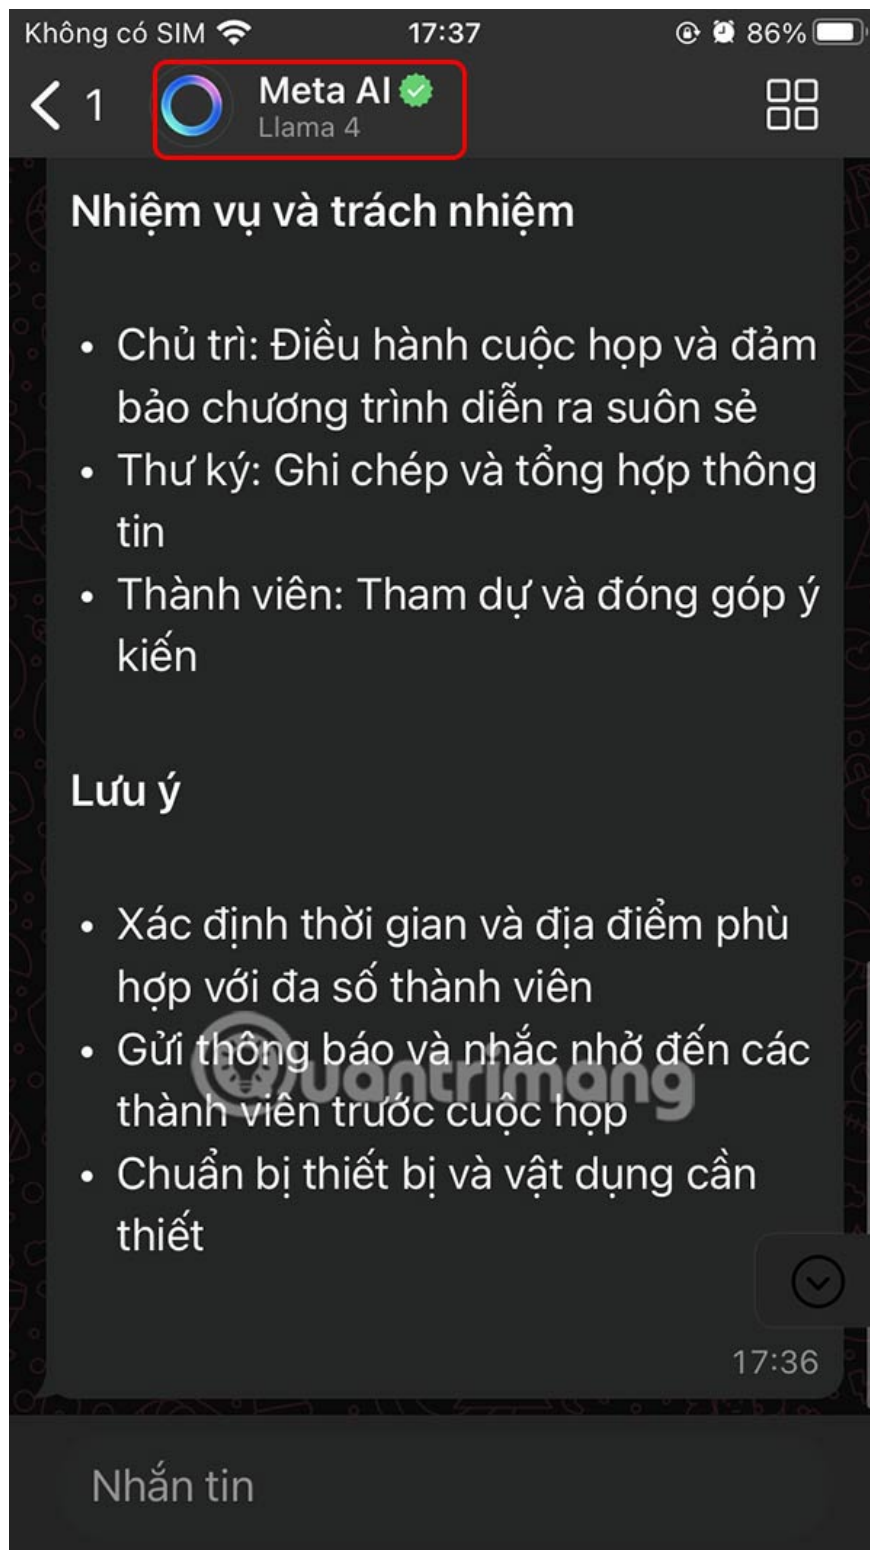 Không có SIM 17:37 86%
1 Meta AI
Llama 4
Nhiệm vụ và trách nhiệm
• Chủ trì: Điều hành cuộc họp và đảm
bảo chương trình diễn ra suôn sẻ
• Thư ký: Ghi chép và tổng hợp thông
tin
• Thành viên: Tham dự và đóng góp ý
kiến
Lưu ý
• Xác định thời gian và địa điểm phù
hợp với đa số thành viên
• Gửi thông báo và nhắc nhở đến các
thành viên trước cuộc họp
Quantrimang
• Chuẩn bị thiết bị và vật dụng cần
thiết
17:36
Nhắn tin